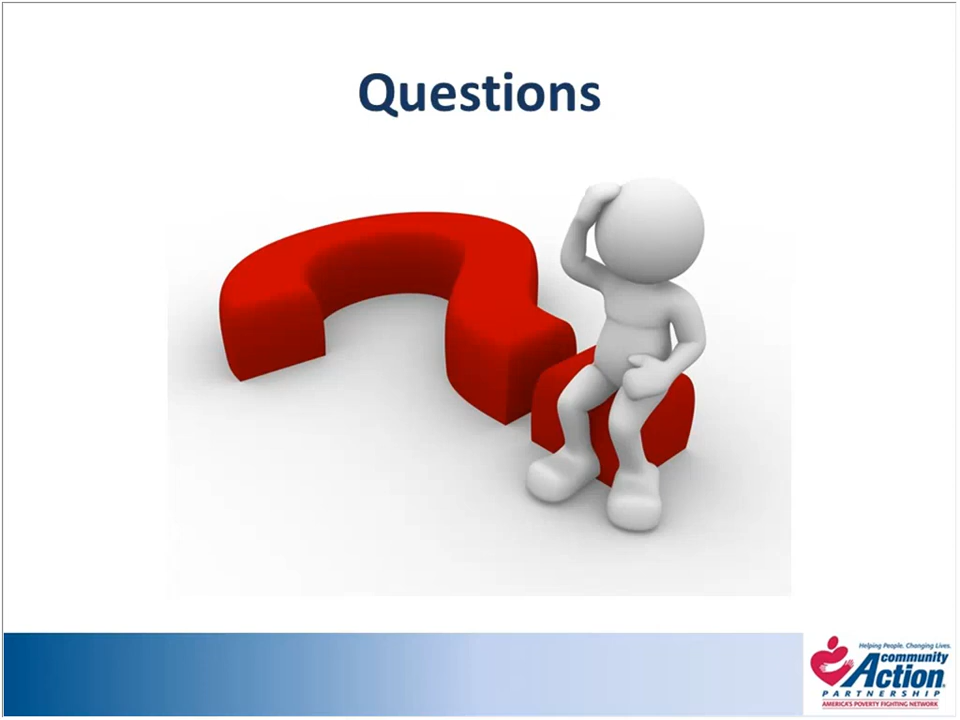 Questions
Helping People. Changing Lives.
community
Action®
PARTNERSHIP
AMERICA'S POVERTY FIGHTING NETWORK